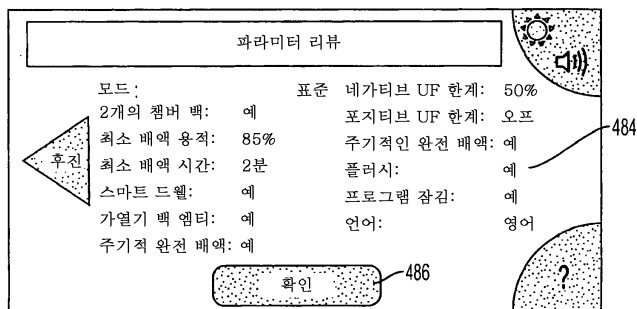 파라미터 리뷰
모드: 표준
2개의 챔버 백: 예
최소 배액 용적: 85%
최소 배액 시간: 2분
스마트 드웰: 예
가열기 백 엠티: 예
주기적 완전 배액: 예
네가티브 UF 한계: 50%
포지티브 UF 한계: 오프
주기적인 완전 배액: 예
플러시: 예
프로그램 잠김: 예
언어: 영어
후진
484
확인
486
?